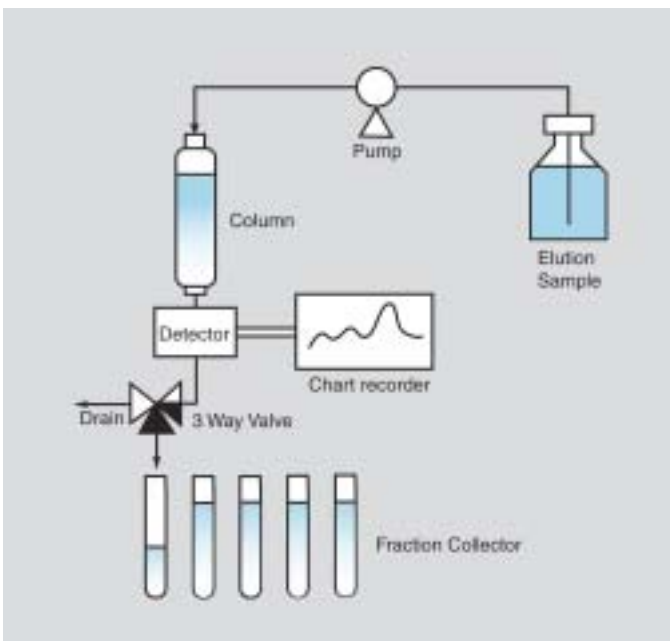 Pump
Column
Elution
Sample
Detector
Chart recorder
Drain
3.Way Valve
Fraction Collector